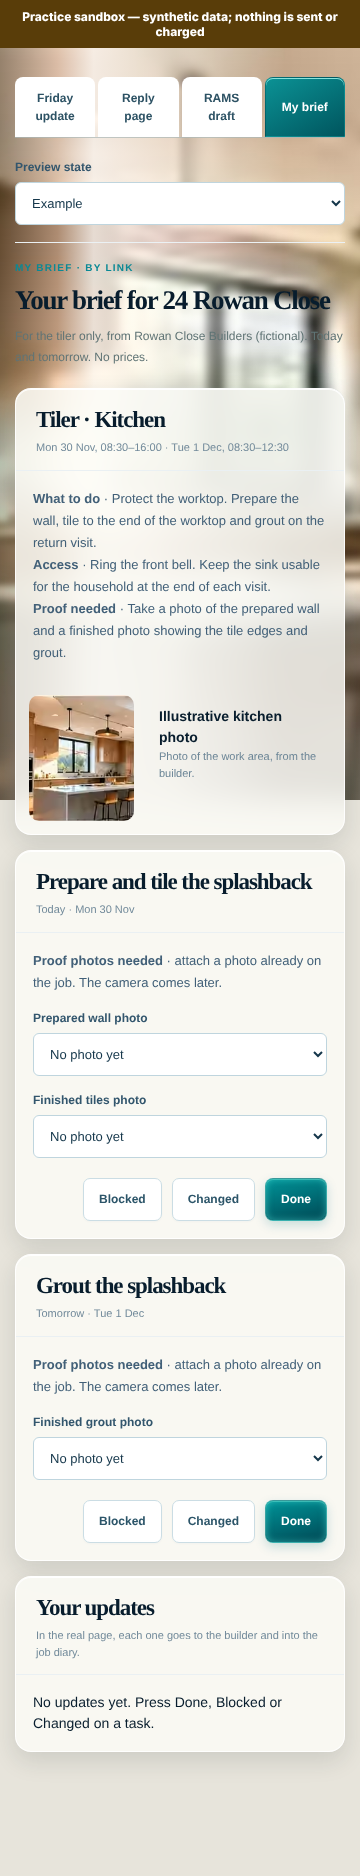 Practice sandbox — synthetic data; nothing is sent or
charged
Friday
update
Reply
page
RAMS
draft
My brief
Preview state
Example
MY BRIEF · BY LINK
Your brief for 24 Rowan Close
For the tiler only, from Rowan Close Builders (fictional). Today
and tomorrow. No prices.
Tiler · Kitchen
Mon 30 Nov, 08:30–16:00 · Tue 1 Dec, 08:30–12:30
What to do · Protect the worktop. Prepare the
wall, tile to the end of the worktop and grout on the
return visit.
Access · Ring the front bell. Keep the sink usable
for the household at the end of each visit.
Proof needed · Take a photo of the prepared wall
and a finished photo showing the tile edges and
grout.
Illustrative kitchen
photo
Photo of the work area, from the
builder.
Prepare and tile the splashback
Today · Mon 30 Nov
Proof photos needed · attach a photo already on
the job. The camera comes later.
Prepared wall photo
No photo yet
Finished tiles photo
No photo yet
Blocked
Changed
Done
Grout the splashback
Tomorrow · Tue 1 Dec
Proof photos needed · attach a photo already on
the job. The camera comes later.
Finished grout photo
No photo yet
Blocked
Changed
Done
Your updates
In the real page, each one goes to the builder and into the
job diary.
No updates yet. Press Done, Blocked or
Changed on a task.